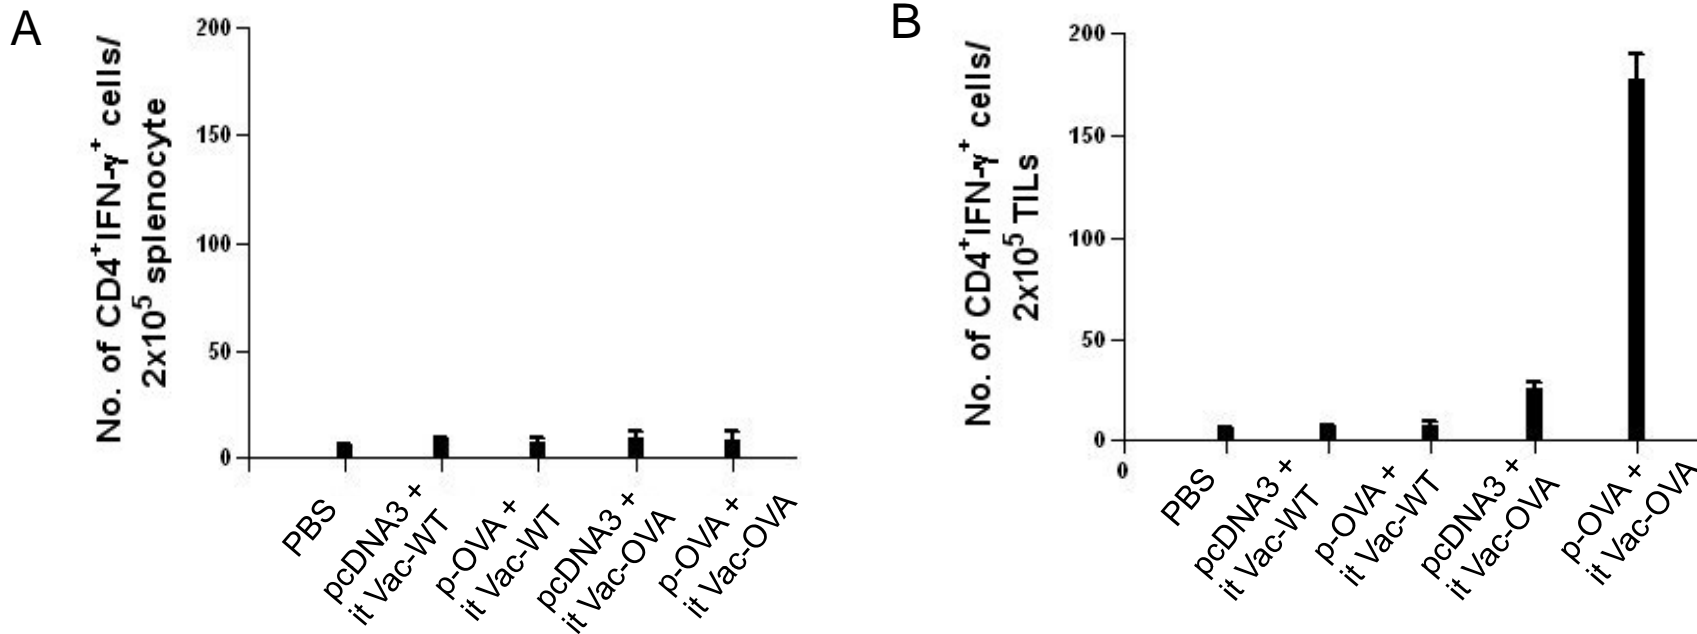 A
No. of CD4⁺IFN-γ⁺ cells/
2x10⁵ splenocyte
200
150
100
50
0
PBS
pcDNA3 +
it Vac-WT
p-OVA +
it Vac-WT
pcDNA3 +
it Vac-OVA
p-OVA +
it Vac-OVA
B
No. of CD4⁺IFN-γ⁺ cells/
2x10⁵ TILs
200
150
100
50
0
0
PBS
pcDNA3 +
it Vac-WT
p-OVA +
it Vac-WT
pcDNA3 +
it Vac-OVA
p-OVA +
it Vac-OVA